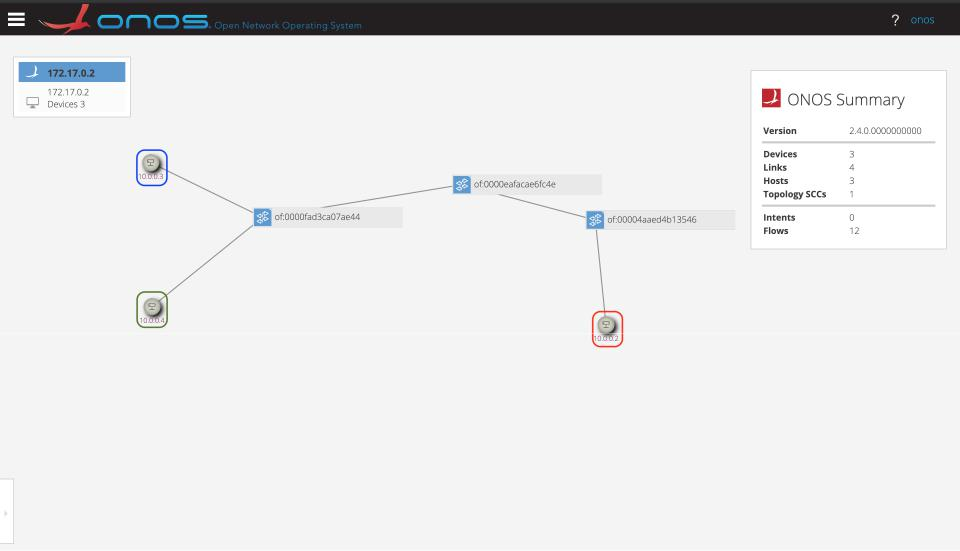 onos Open Network Operating System
? onos
172.17.0.2
172.17.0.2
Devices 3
ONOS Summary
Version 2.4.0.0000000000
Devices 3
Links 4
Hosts 3
Topology SCCs 1
Intents 0
Flows 12
10.0.0.3
of:0000eafacae6fc4e
of:0000fad3ca07ae44
of:00004aaed4b13546
10.0.0.4
10.0.0.2